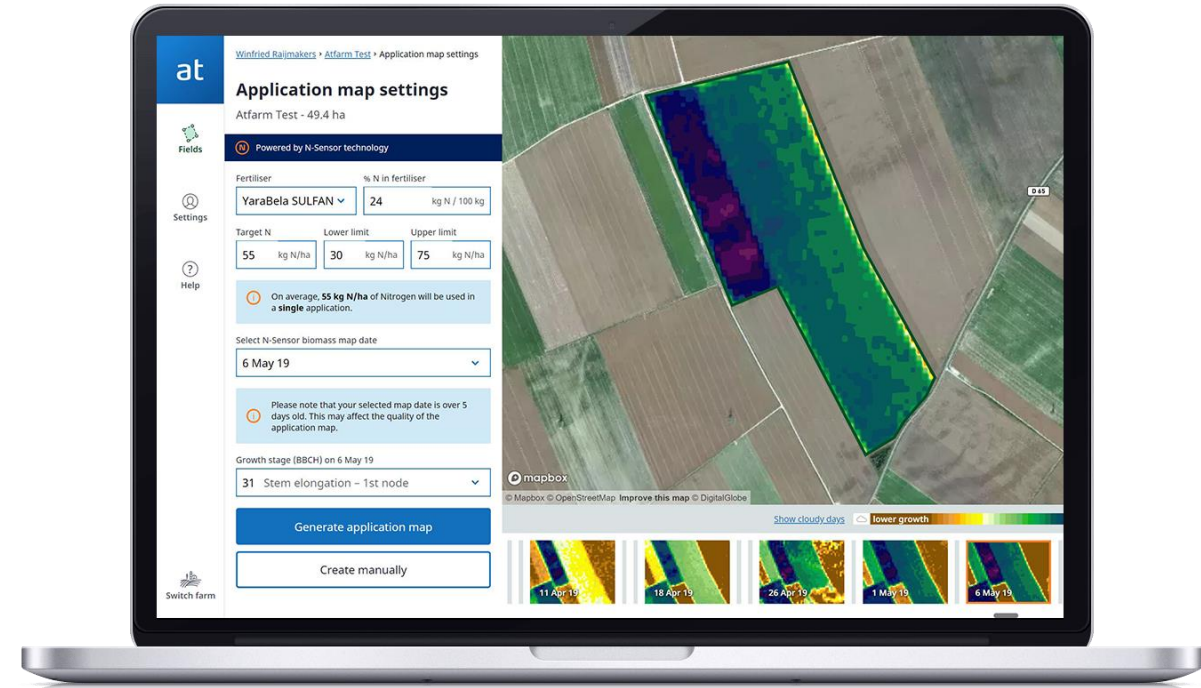 at
Fields
Settings
Help
Switch farm
Winfried Raijmakers • Atfarm Test • Application map settings
Application map settings
Atfarm Test - 49.4 ha
N Powered by N-Sensor technology
Fertiliser
% N in fertiliser
YaraBela SULFAN
24 kg N / 100 kg
Target N
Lower limit
Upper limit
55 kg N/ha
30 kg N/ha
75 kg N/ha
On average, 55 kg N/ha of Nitrogen will be used in
a single application.
Select N-Sensor biomass map date
6 May 19
Please note that your selected map date is over 5
days old. This may affect the quality of the
application map.
Growth stage (BBCH) on 6 May 19
31 Stem elongation – 1st node
Generate application map
Create manually
D 65
mapbox
© Mapbox © OpenStreetMap Improve this map © DigitalGlobe
Show cloudy days
lower growth
11 Apr 19
18 Apr 19
26 Apr 19
1 May 19
6 May 19